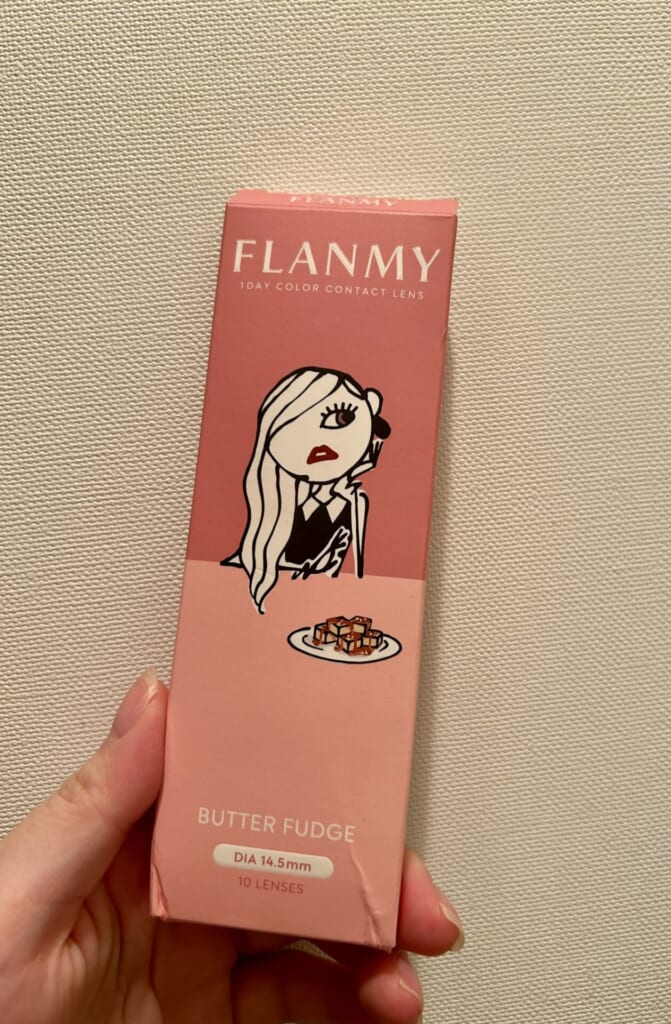 FLANMY
FLANMY
1DAY COLOR CONTACT LENS
BUTTER FUDGE
DIA 14.5mm
10 LENSES